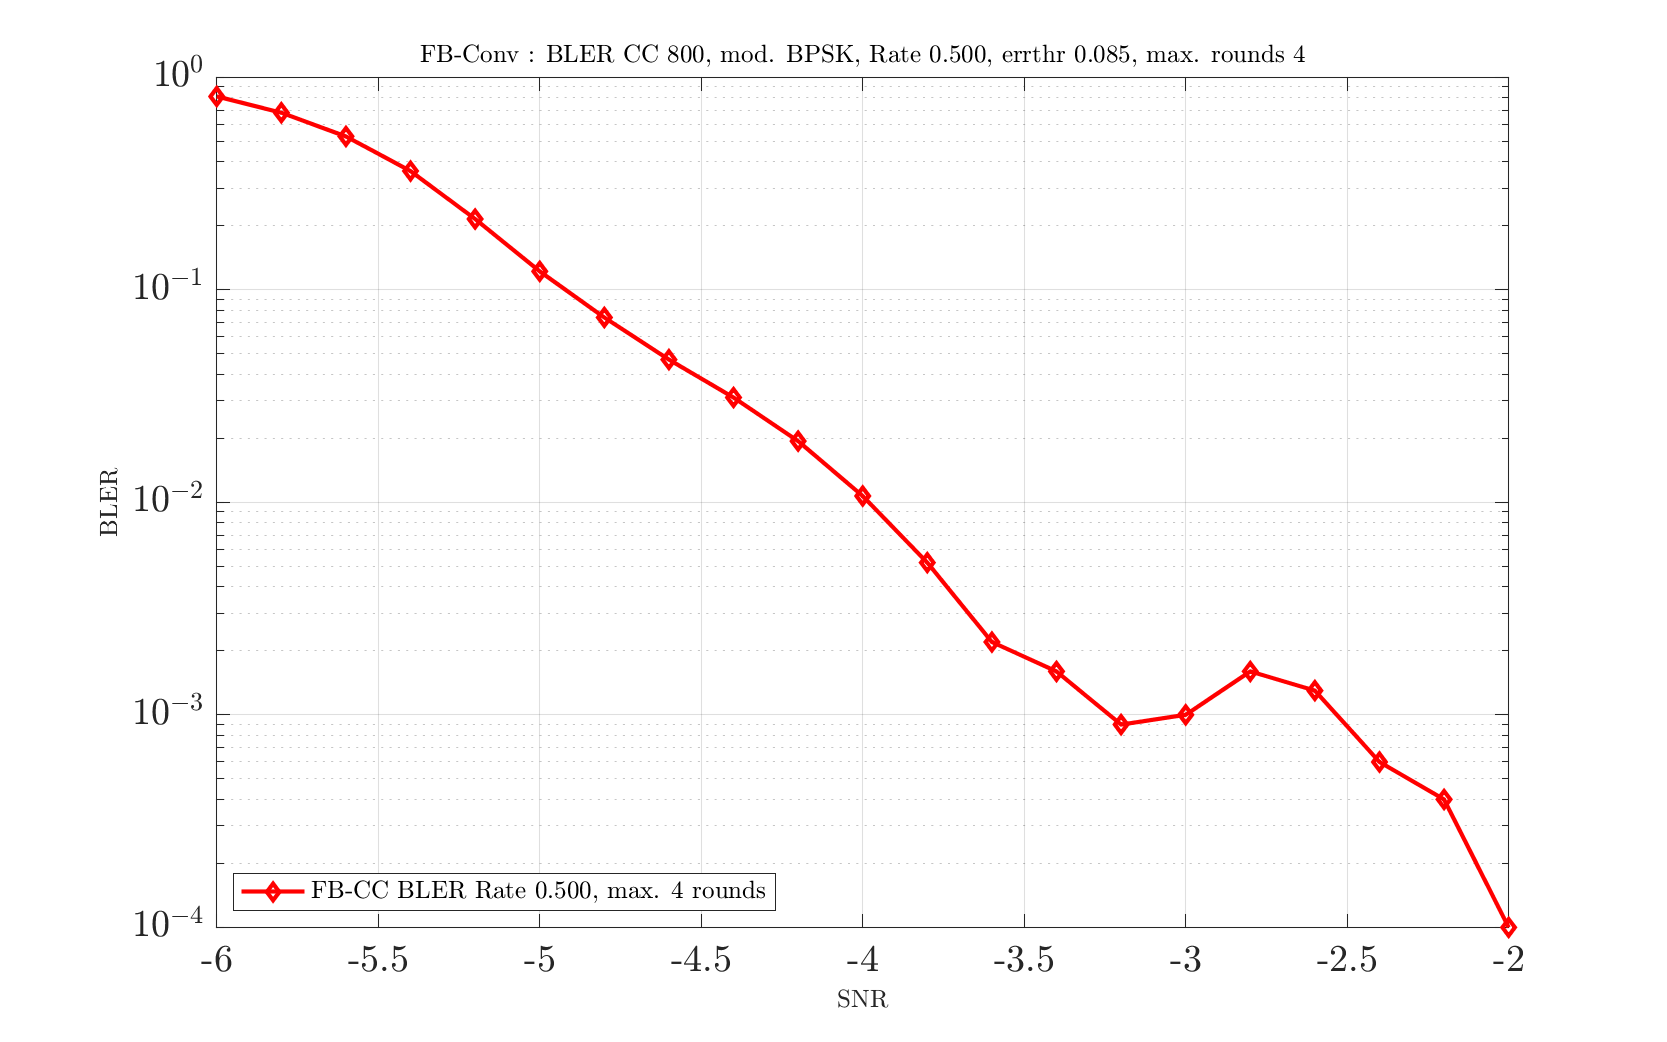 FB-Conv : BLER CC 800, mod. BPSK, Rate 0.500, errthr 0.085, max. rounds 4
10^0
10^{-1}
10^{-2}
10^{-3}
10^{-4}
BLER
FB-CC BLER Rate 0.500, max. 4 rounds
-6 -5.5 -5 -4.5 -4 -3.5 -3 -2.5 -2
SNR